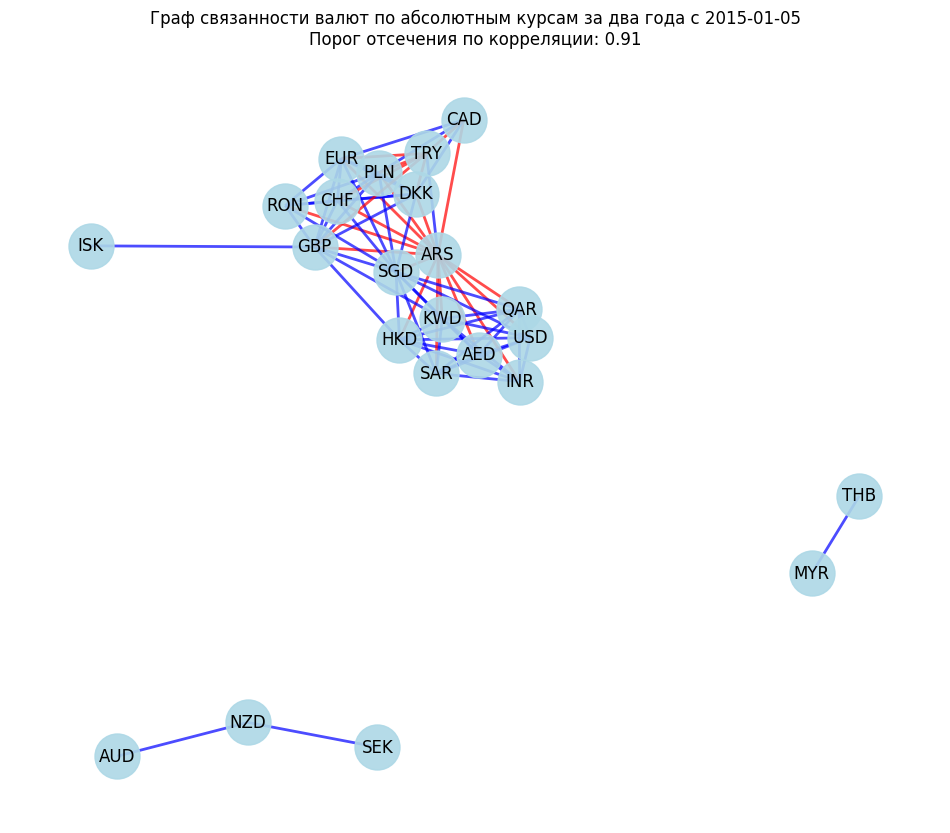 Граф связанности валют по абсолютным курсам за два года с 2015-01-05
Порог отсечения по корреляции: 0.91
CAD
TRY
EUR
PLN
DKK
CHF
RON
ISK
GBP
ARS
SGD
QAR
KWD
USD
HKD
AED
SAR
INR
THB
MYR
NZD
SEK
AUD